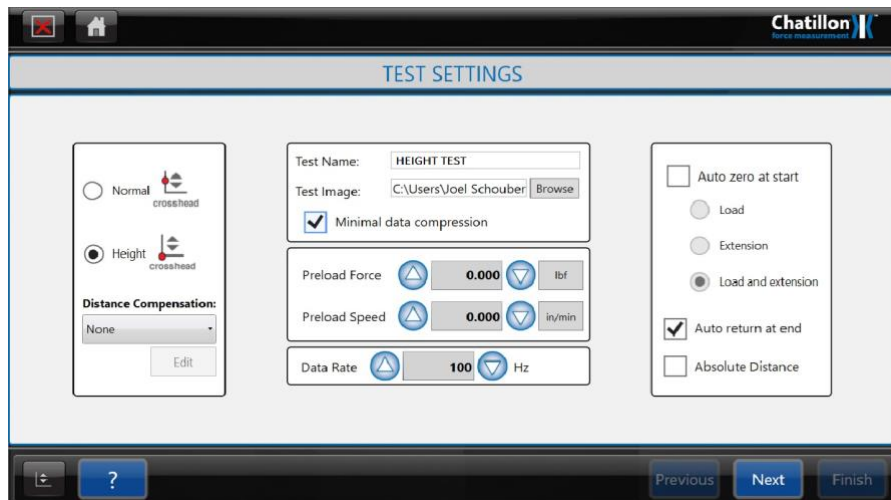 Chatillon
force measurement
TEST SETTINGS
Normal
crosshead
Height
crosshead
Distance Compensation:
None
Edit
Test Name: HEIGHT TEST
Test Image: C:\Users\Joel Schouber Browse
Minimal data compression
Preload Force 0.000 lbf
Preload Speed 0.000 in/min
Data Rate 100 Hz
Auto zero at start
Load
Extension
Load and extension
Auto return at end
Absolute Distance
? Previous Next Finish